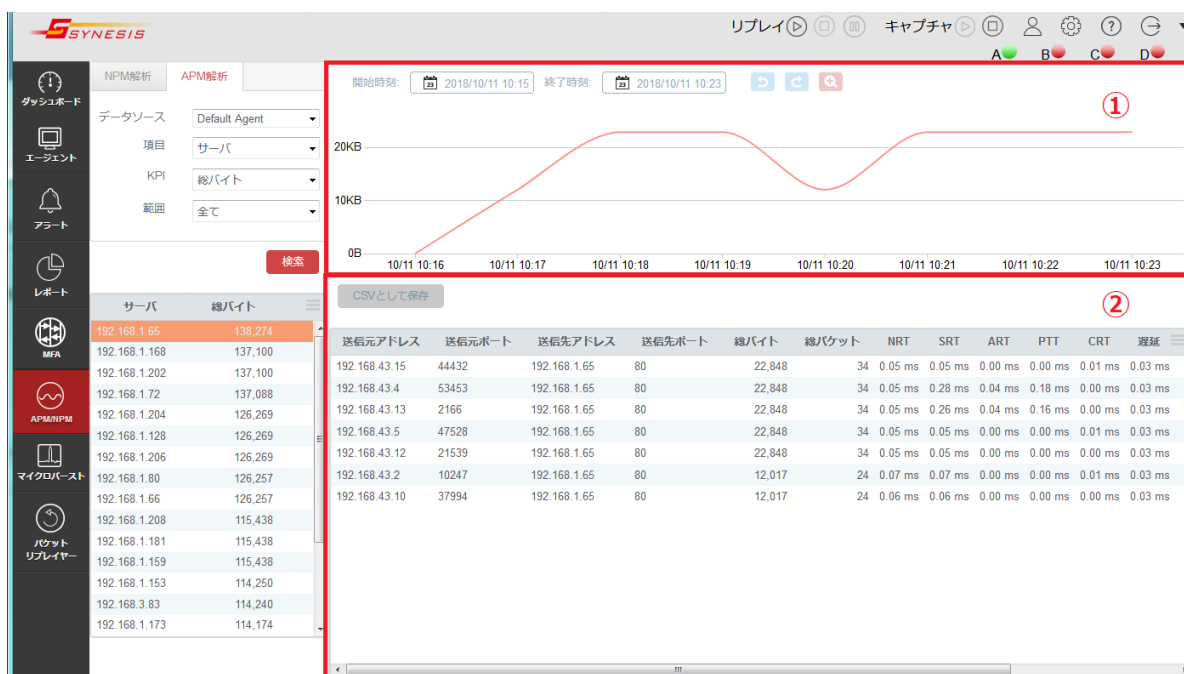 SYNESIS
リプレイ キャプチャ
A B C D
ダッシュボード
エージェント
アラート
レポート
MFA
APM/NPM
マイクロバースト
パケット
リプレイヤー
NPM解析 APM解析
データソース Default Agent
項目 サーバ
KPI 総バイト
範囲 全て
検索
サーバ 総バイト
192.168.1.65 138,274
192.168.1.168 137,100
192.168.1.202 137,100
192.168.1.72 137,088
192.168.1.204 126,269
192.168.1.128 126,269
192.168.1.206 126,269
192.168.1.80 126,257
192.168.1.66 126,257
192.168.1.208 115,438
192.168.1.181 115,438
192.168.1.159 115,438
192.168.1.153 114,250
192.168.3.83 114,240
192.168.1.173 114,174
開始時刻: 23 2018/10/11 10:15 終了時刻: 23 2018/10/11 10:23
①
20KB
10KB
0B
10/11 10:16 10/11 10:17 10/11 10:18 10/11 10:19 10/11 10:20 10/11 10:21 10/11 10:22 10/11 10:23
CSVとして保存
②
送信元アドレス 送信元ポート 送信先アドレス 送信先ポート 総バイト 総パケット NRT SRT ART PTT CRT 遅延
192.168.43.15 44432 192.168.1.65 80 22,848 34 0.05 ms 0.05 ms 0.00 ms 0.00 ms 0.01 ms 0.03 ms
192.168.43.4 53453 192.168.1.65 80 22,848 34 0.05 ms 0.28 ms 0.04 ms 0.18 ms 0.00 ms 0.03 ms
192.168.43.13 2166 192.168.1.65 80 22,848 34 0.05 ms 0.26 ms 0.04 ms 0.16 ms 0.00 ms 0.03 ms
192.168.43.5 47528 192.168.1.65 80 22,848 34 0.05 ms 0.05 ms 0.00 ms 0.00 ms 0.01 ms 0.03 ms
192.168.43.12 21539 192.168.1.65 80 22,848 34 0.05 ms 0.05 ms 0.00 ms 0.00 ms 0.00 ms 0.03 ms
192.168.43.2 10247 192.168.1.65 80 12,017 24 0.07 ms 0.07 ms 0.00 ms 0.00 ms 0.01 ms 0.03 ms
192.168.43.10 37994 192.168.1.65 80 12,017 24 0.06 ms 0.06 ms 0.00 ms 0.00 ms 0.00 ms 0.03 ms